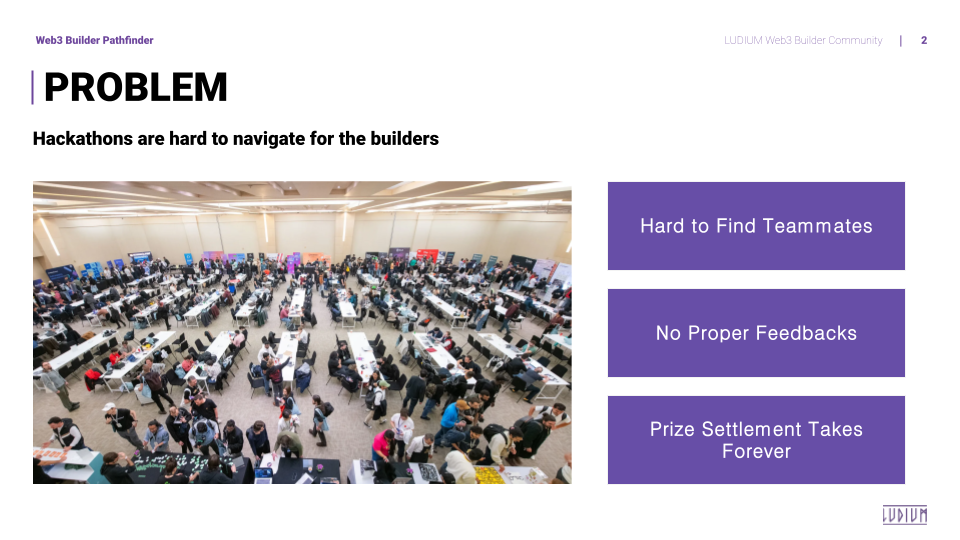 Web3 Builder Pathfinder
LUDIUM Web3 Builder Community | 2
PROBLEM
Hackathons are hard to navigate for the builders
Hard to Find Teammates
No Proper Feedbacks
Prize Settlement Takes
Forever
LUDIUM